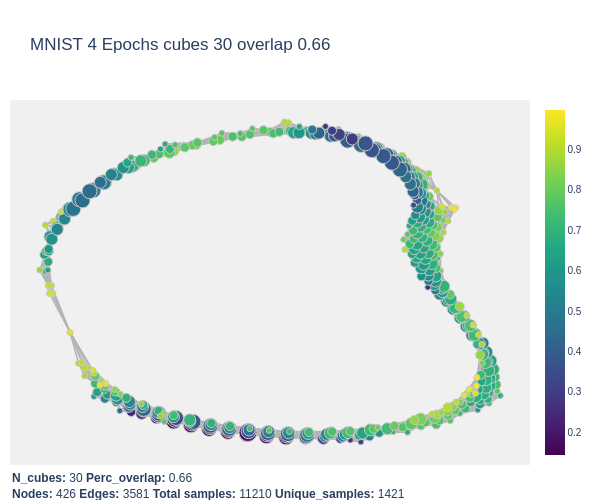 MNIST 4 Epochs cubes 30 overlap 0.66
0.9
0.8
0.7
0.6
0.5
0.4
0.3
0.2
N_cubes: 30 Perc_overlap: 0.66
Nodes: 426 Edges: 3581 Total samples: 11210 Unique_samples: 1421